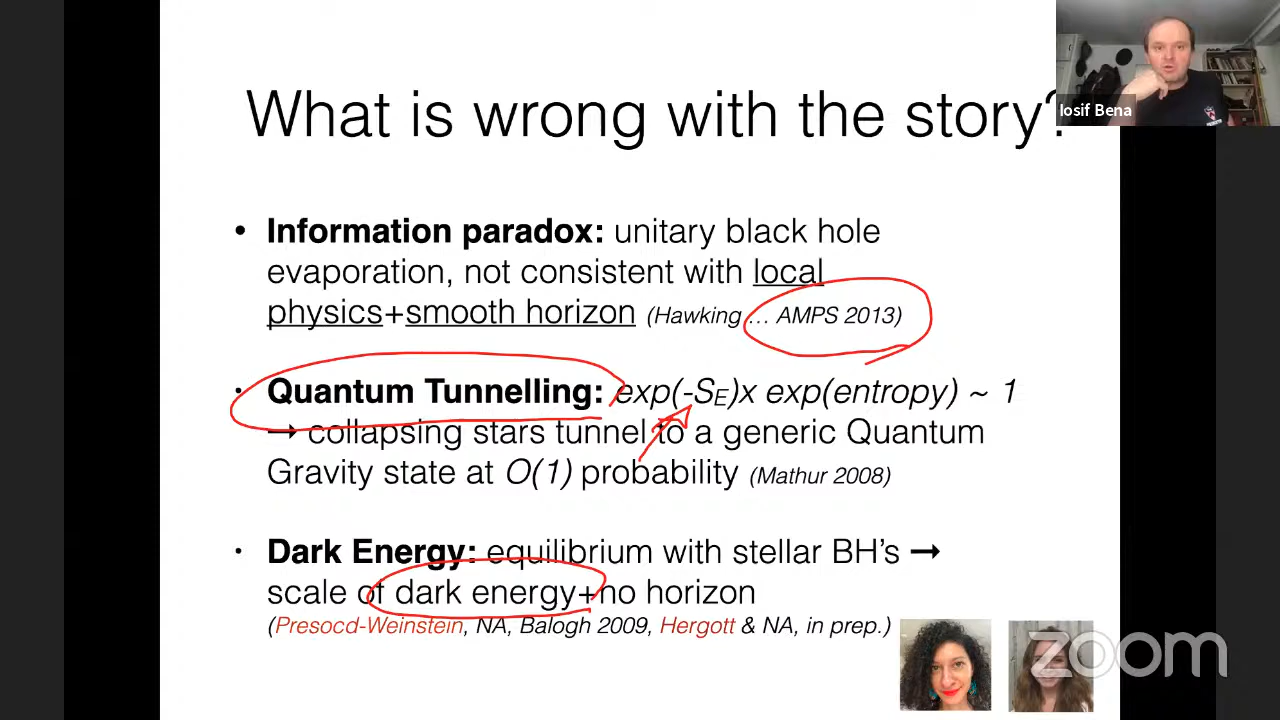 Iosif Bena
What is wrong with the story?
• Information paradox: unitary black hole
evaporation, not consistent with local
physics+smooth horizon (Hawking … AMPS 2013)
• Quantum Tunnelling: exp(-SE)x exp(entropy) ~ 1
→ collapsing stars tunnel to a generic Quantum
Gravity state at O(1) probability (Mathur 2008)
• Dark Energy: equilibrium with stellar BH's →
scale of dark energy+no horizon
(Presocd-Weinstein, NA, Balogh 2009, Hergott & NA, in prep.)
zoom